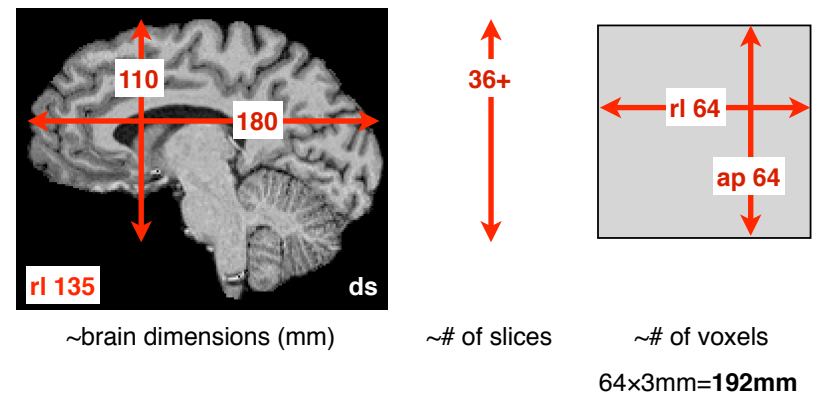 110
180
rl 135
ds
36+
rl 64
ap 64
~brain dimensions (mm)
~# of slices
~# of voxels
64×3mm=192mm